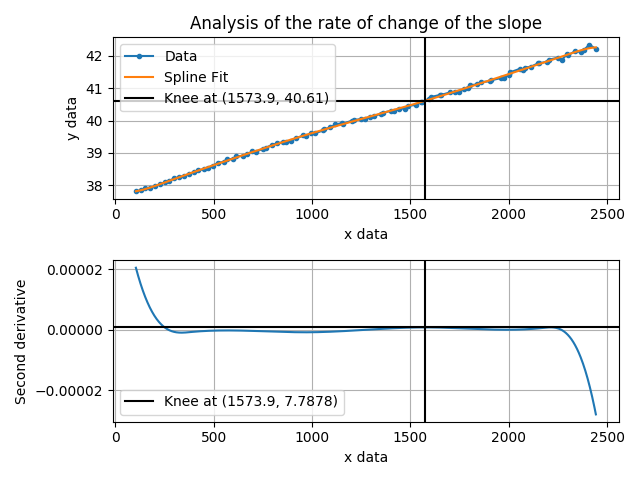 Analysis of the rate of change of the slope
42
41
40
39
38
y data
Data
Spline Fit
Knee at (1573.9, 40.61)
0 500 1000 1500 2000 2500
x data
0.00002
0.00000
−0.00002
Second derivative
Knee at (1573.9, 7.7878)
0 500 1000 1500 2000 2500
x data